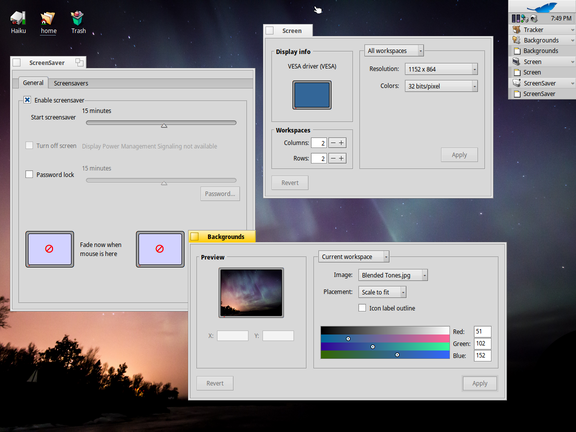 Haiku
home
Trash
7:49 PM
Tracker
Backgrounds
Backgrounds
Screen
Screen
ScreenSaver
ScreenSaver
Screen
Display info
VESA driver (VESA)
Workspaces
Columns: 2
Rows: 2
All workspaces
Resolution: 1152 x 864
Colors: 32 bits/pixel
Apply
Revert
ScreenSaver
General
Screensavers
Enable screensaver
15 minutes
Start screensaver
Turn off screen
Display Power Management Signaling not available
15 minutes
Password lock
Password...
Fade now when
mouse is here
Backgrounds
Preview
X:
Y:
Current workspace
Image: Blended Tones.jpg
Placement: Scale to fit
Icon label outline
Red: 51
Green: 102
Blue: 152
Revert
Apply